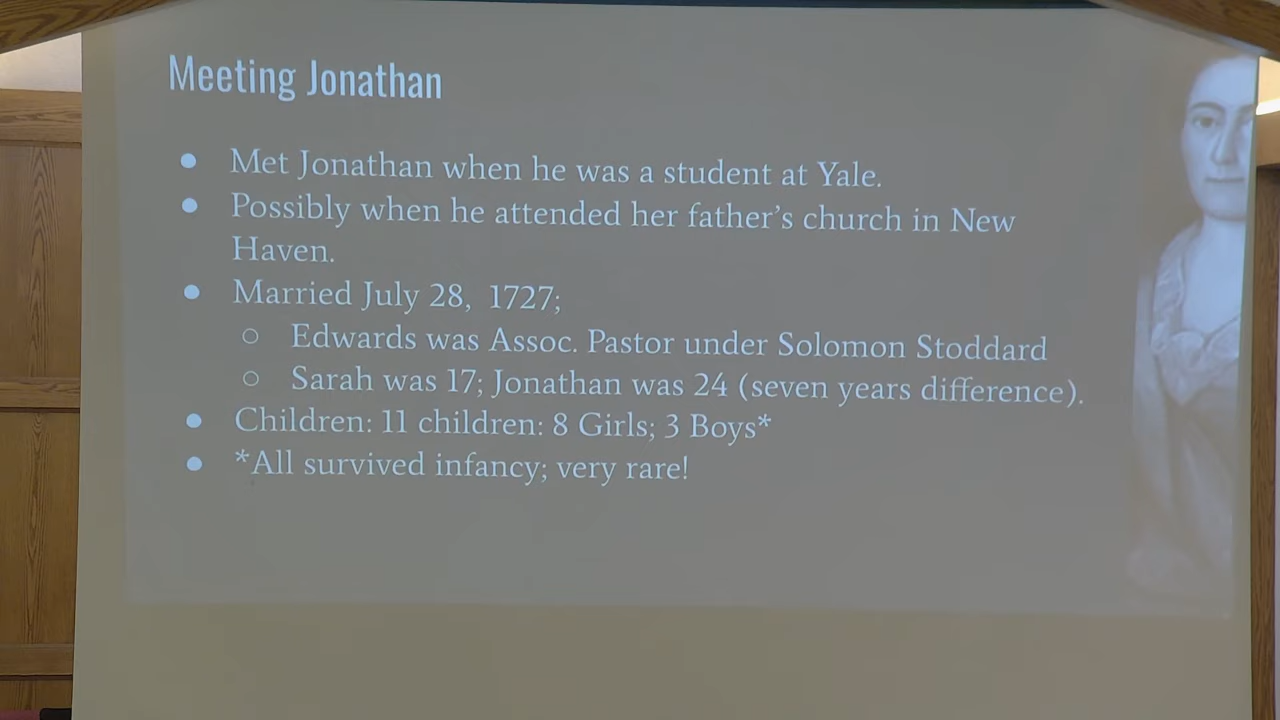 Meeting Jonathan
● Met Jonathan when he was a student at Yale.
● Possibly when he attended her father's church in New
Haven.
● Married July 28, 1727;
○ Edwards was Assoc. Pastor under Solomon Stoddard
○ Sarah was 17; Jonathan was 24 (seven years difference).
● Children: 11 children: 8 Girls; 3 Boys*
● *All survived infancy; very rare!